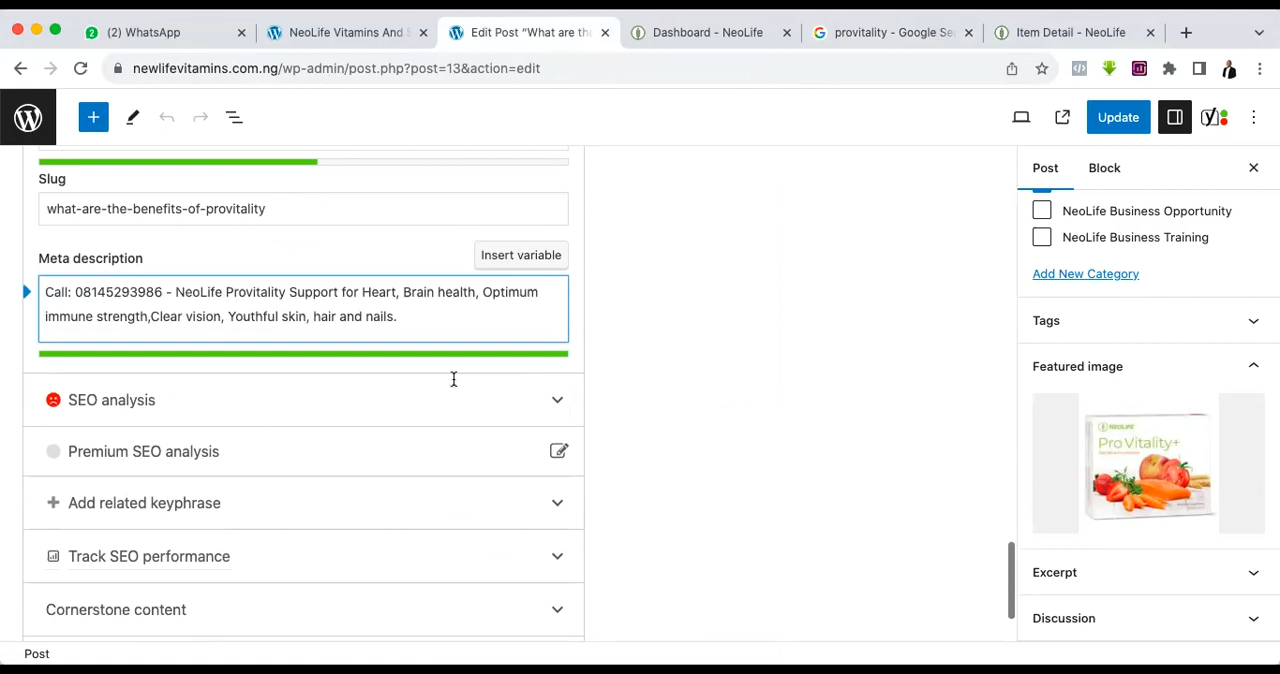 (2) WhatsApp
NeoLife Vitamins And S
Edit Post “What are the
Dashboard - NeoLife
provitality - Google Se
Item Detail - NeoLife
newlifevitamins.com.ng/wp-admin/post.php?post=13&action=edit
Update
Slug
what-are-the-benefits-of-provitality
Meta description
Insert variable
Call: 08145293986 - NeoLife Provitality Support for Heart, Brain health, Optimum
immune strength,Clear vision, Youthful skin, hair and nails.
SEO analysis
Premium SEO analysis
Add related keyphrase
Track SEO performance
Cornerstone content
Post
Block
NeoLife Business Opportunity
NeoLife Business Training
Add New Category
Tags
Featured image
NEOLIFE
Pro Vitality+
Excerpt
Discussion
Post